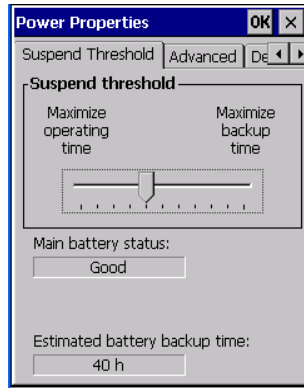 Power Properties OK ×
Suspend Threshold Advanced
Suspend threshold
Maximize operating time
Maximize backup time
Main battery status:
Good
Estimated battery backup time:
40 h